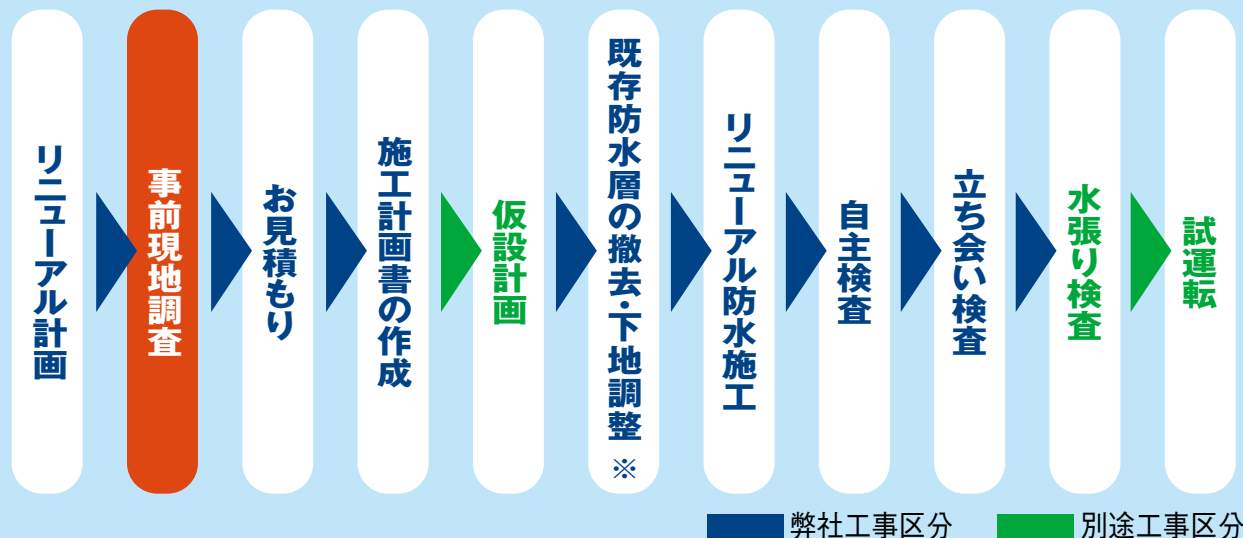 リニューアル計画
事前現地調査
お見積もり
施工計画書の作成
仮設計画
既存防水層の撤去・下地調整※
リニューアル防水施工
自主検査
立ち会い検査
水張り検査
試運転
弊社工事区分
別途工事区分